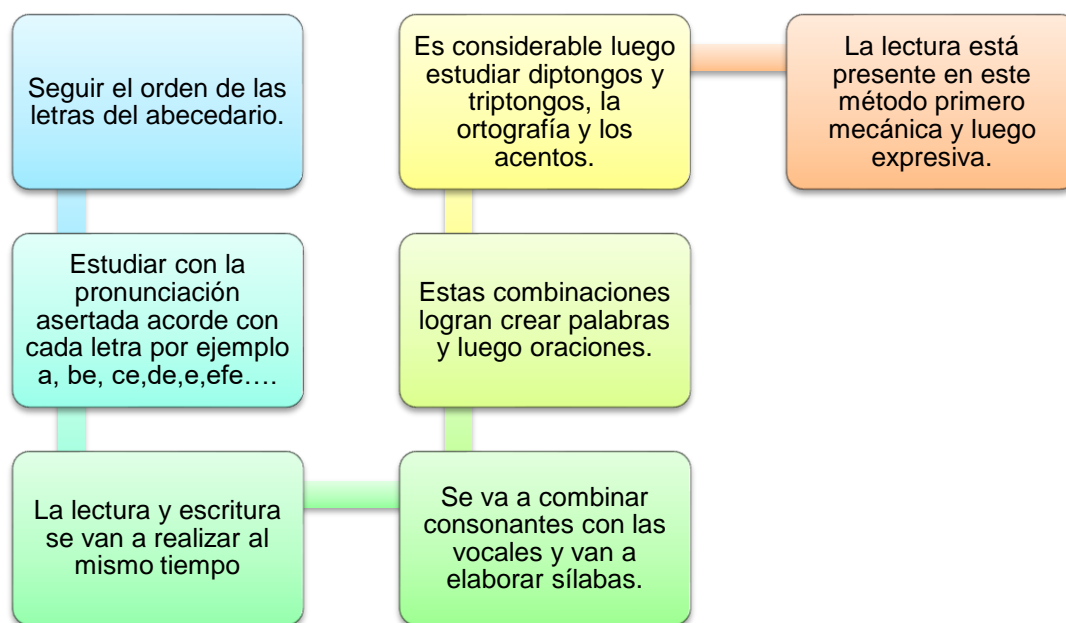 Seguir el orden de las
letras del abecedario.
Estudiar con la
pronunciación
asertada acorde con
cada letra por ejemplo
a, be, ce,de,e,efe….
La lectura y escritura
se van a realizar al
mismo tiempo
Se va a combinar
consonantes con las
vocales y van a
elaborar sílabas.
Estas combinaciones
logran crear palabras
y luego oraciones.
Es considerable luego
estudiar diptongos y
triptongos, la
ortografía y los
acentos.
La lectura está
presente en este
método primero
mecánica y luego
expresiva.